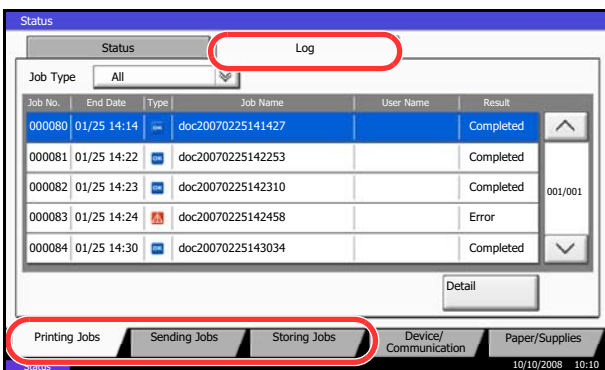 Status
Status Log
Job Type All
Job No. End Date Type Job Name User Name Result
000080 01/25 14:14 doc20070225141427 Completed
000081 01/25 14:22 OK doc20070225142253 Completed
000082 01/25 14:23 OK doc20070225142310 Completed
001/001
000083 01/25 14:24 doc20070225142458 Error
000084 01/25 14:30 OK doc20070225143034 Completed
Detail
Printing Jobs Sending Jobs Storing Jobs Device/
Communication Paper/Supplies
Status 10/10/2008 10:10